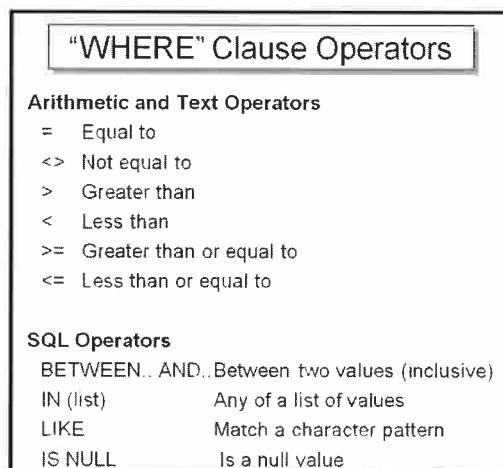 "WHERE" Clause Operators
Arithmetic and Text Operators
= Equal to
<> Not equal to
> Greater than
< Less than
>= Greater than or equal to
<= Less than or equal to
SQL Operators
BETWEEN.. AND.. Between two values (inclusive)
IN (list) Any of a list of values
LIKE Match a character pattern
IS NULL Is a null value